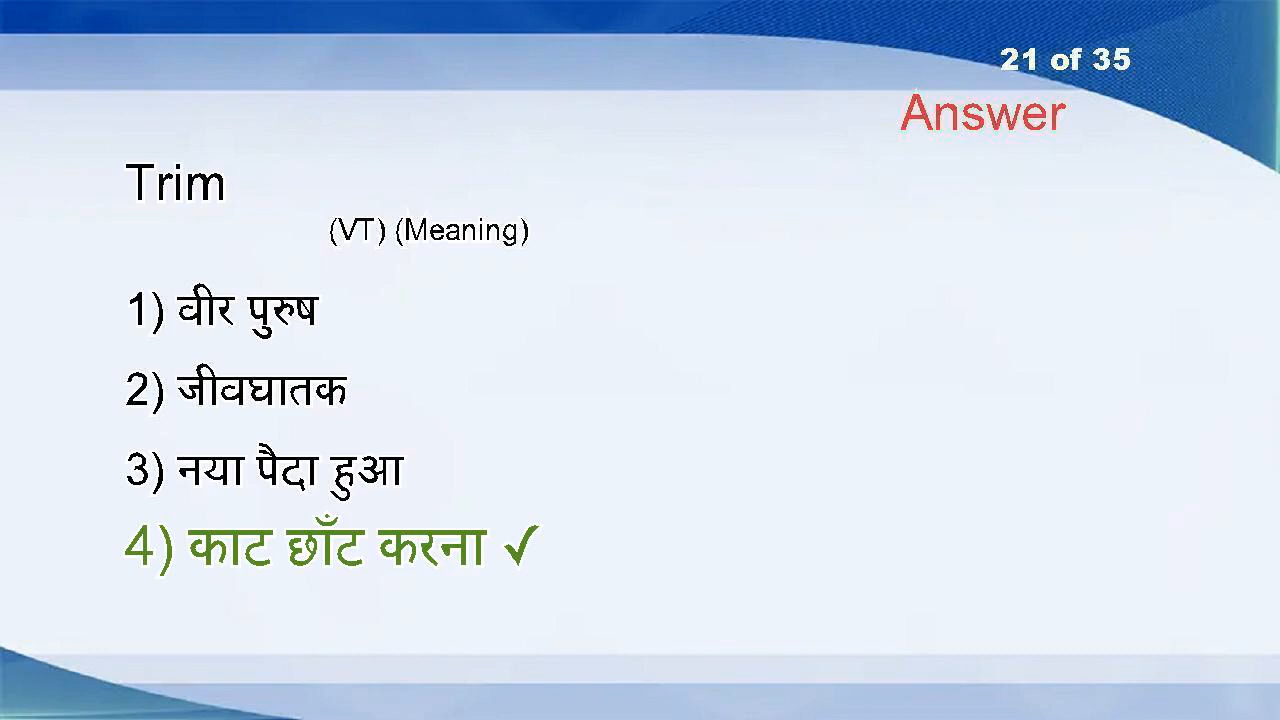 21 of 35
Answer
Trim
(VT) (Meaning)
1) वीर पुरुष
2) जीवघातक
3) नया पैदा हुआ
4) काट छाँट करना ✓